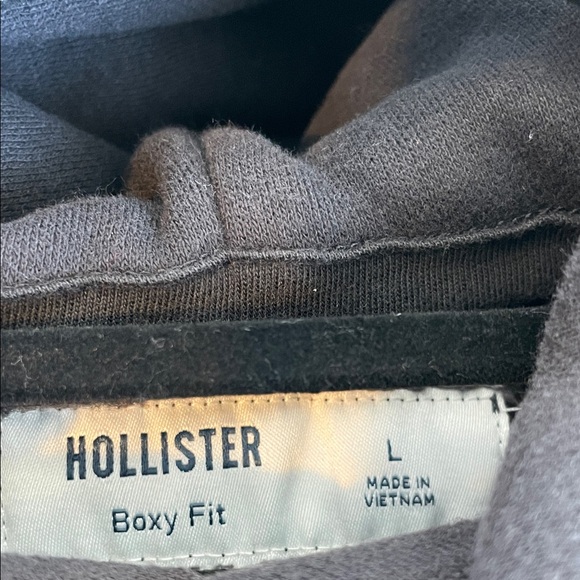 HOLLISTER
Boxy Fit
L
MADE IN
VIETNAM